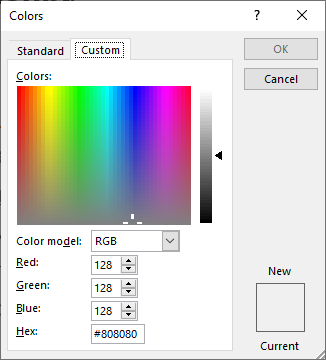 Colors
?
Standard
Custom
OK
Cancel
Colors:
Color model:
RGB
Red:
128
Green:
128
Blue:
128
Hex:
#808080
New
Current